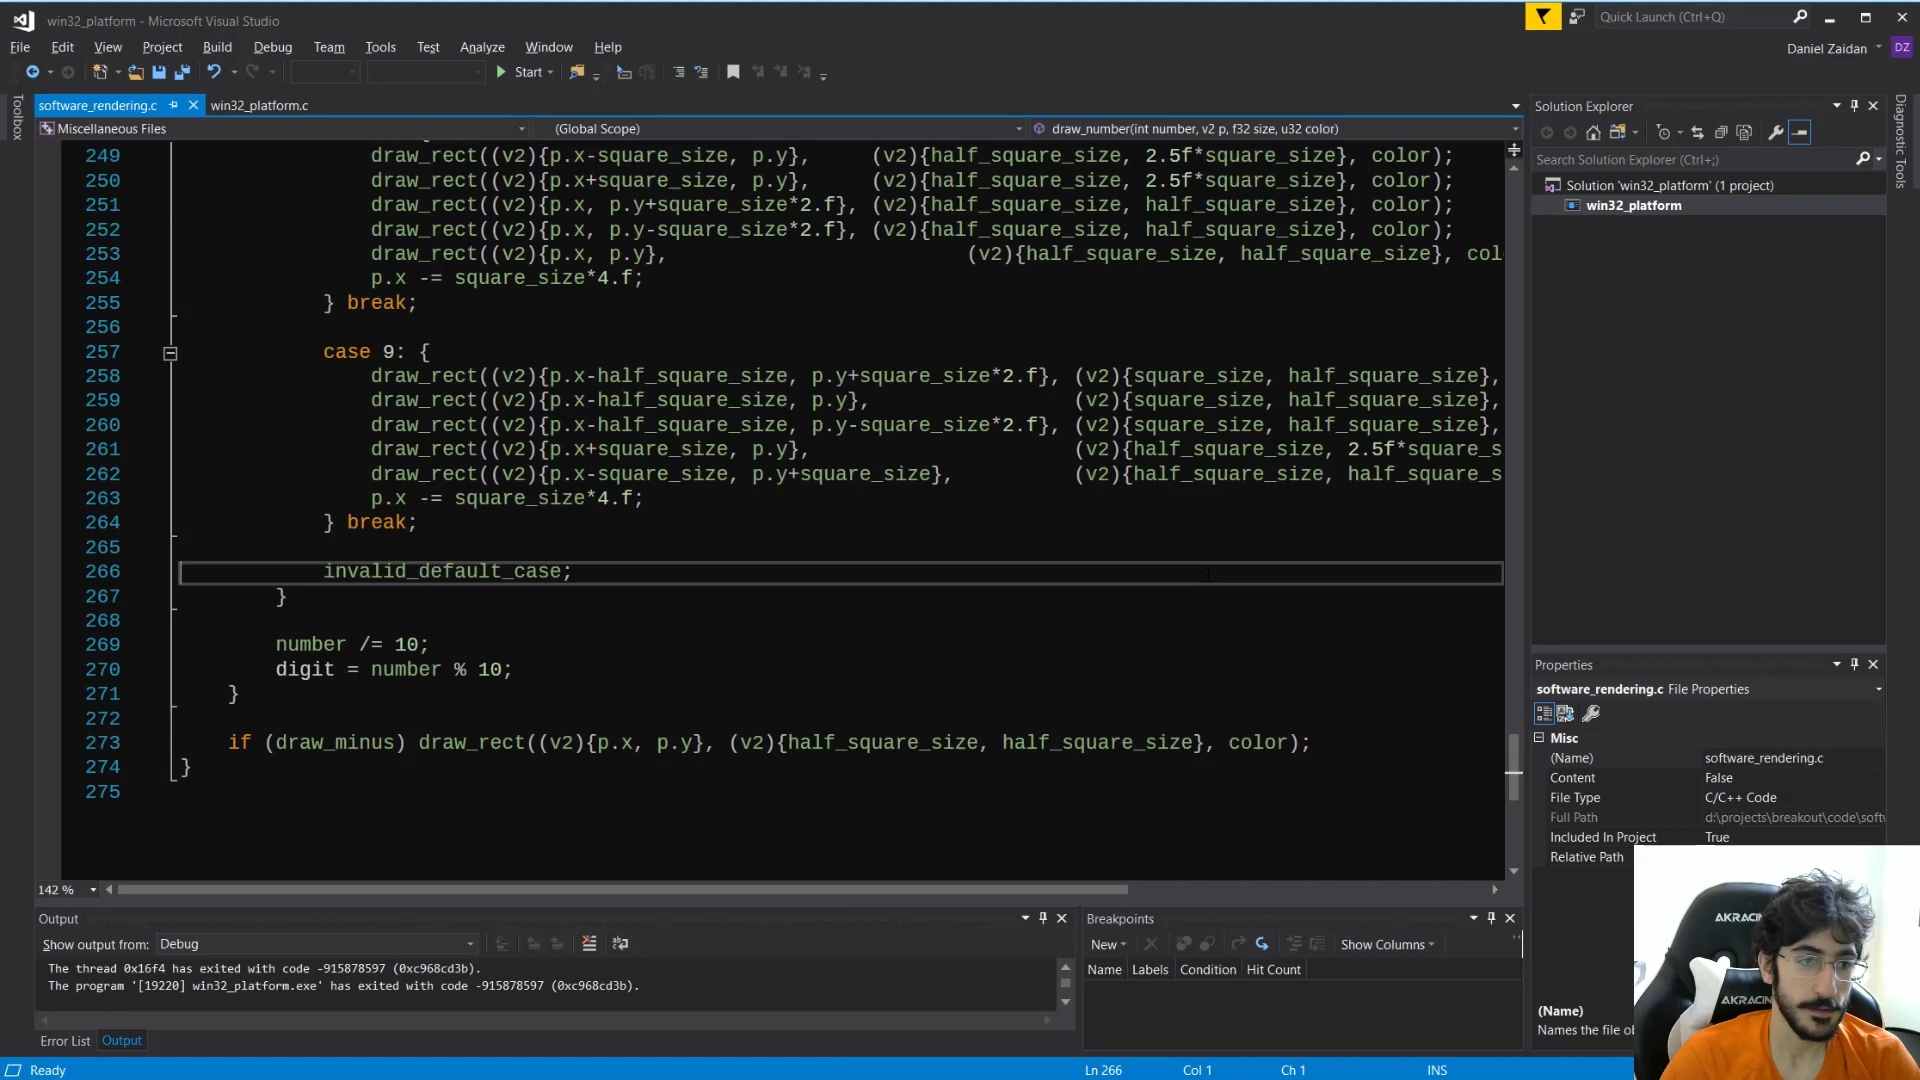 win32_platform - Microsoft Visual Studio
Quick Launch (Ctrl+Q)
File Edit View Project Build Debug Team Tools Test Analyze Window Help
Daniel Zaidan DZ
Start
Toolbox
software_rendering.c win32_platform.c
Miscellaneous Files (Global Scope) draw_number(int number, v2 p, f32 size, u32 color)
249 draw_rect((v2){p.x-square_size, p.y}, (v2){half_square_size, 2.5f*square_size}, color);
250 draw_rect((v2){p.x+square_size, p.y}, (v2){half_square_size, 2.5f*square_size}, color);
251 draw_rect((v2){p.x, p.y+square_size*2.f}, (v2){half_square_size, half_square_size}, color);
252 draw_rect((v2){p.x, p.y-square_size*2.f}, (v2){half_square_size, half_square_size}, color);
253 draw_rect((v2){p.x, p.y}, (v2){half_square_size, half_square_size}, col
254 p.x -= square_size*4.f;
255 } break;
256
257 case 9: {
258 draw_rect((v2){p.x-half_square_size, p.y+square_size*2.f}, (v2){square_size, half_square_size},
259 draw_rect((v2){p.x-half_square_size, p.y}, (v2){square_size, half_square_size},
260 draw_rect((v2){p.x-half_square_size, p.y-square_size*2.f}, (v2){square_size, half_square_size},
261 draw_rect((v2){p.x+square_size, p.y}, (v2){half_square_size, 2.5f*square_s
262 draw_rect((v2){p.x-square_size, p.y+square_size}, (v2){half_square_size, half_square_s
263 p.x -= square_size*4.f;
264 } break;
265
266 invalid_default_case;
267 }
268
269 number /= 10;
270 digit = number % 10;
271 }
272
273 if (draw_minus) draw_rect((v2){p.x, p.y}, (v2){half_square_size, half_square_size}, color);
274 }
275
142 %
Output
Show output from: Debug
The thread 0x16f4 has exited with code -915878597 (0xc968cd3b).
The program '[19220] win32_platform.exe' has exited with code -915878597 (0xc968cd3b).
Error List Output
Breakpoints
New Show Columns
Name Labels Condition Hit Count
Solution Explorer
Search Solution Explorer (Ctrl+;)
Solution 'win32_platform' (1 project)
win32_platform
Diagnostic Tools
Properties
software_rendering.c File Properties
Misc
(Name) software_rendering.c
Content False
File Type C/C++ Code
Full Path d:\projects\breakout\code\soft
Included In Project True
Relative Path
(Name)
Names the file ob
AKRACING
AKRACING
Ready Ln 266 Col 1 Ch 1 INS